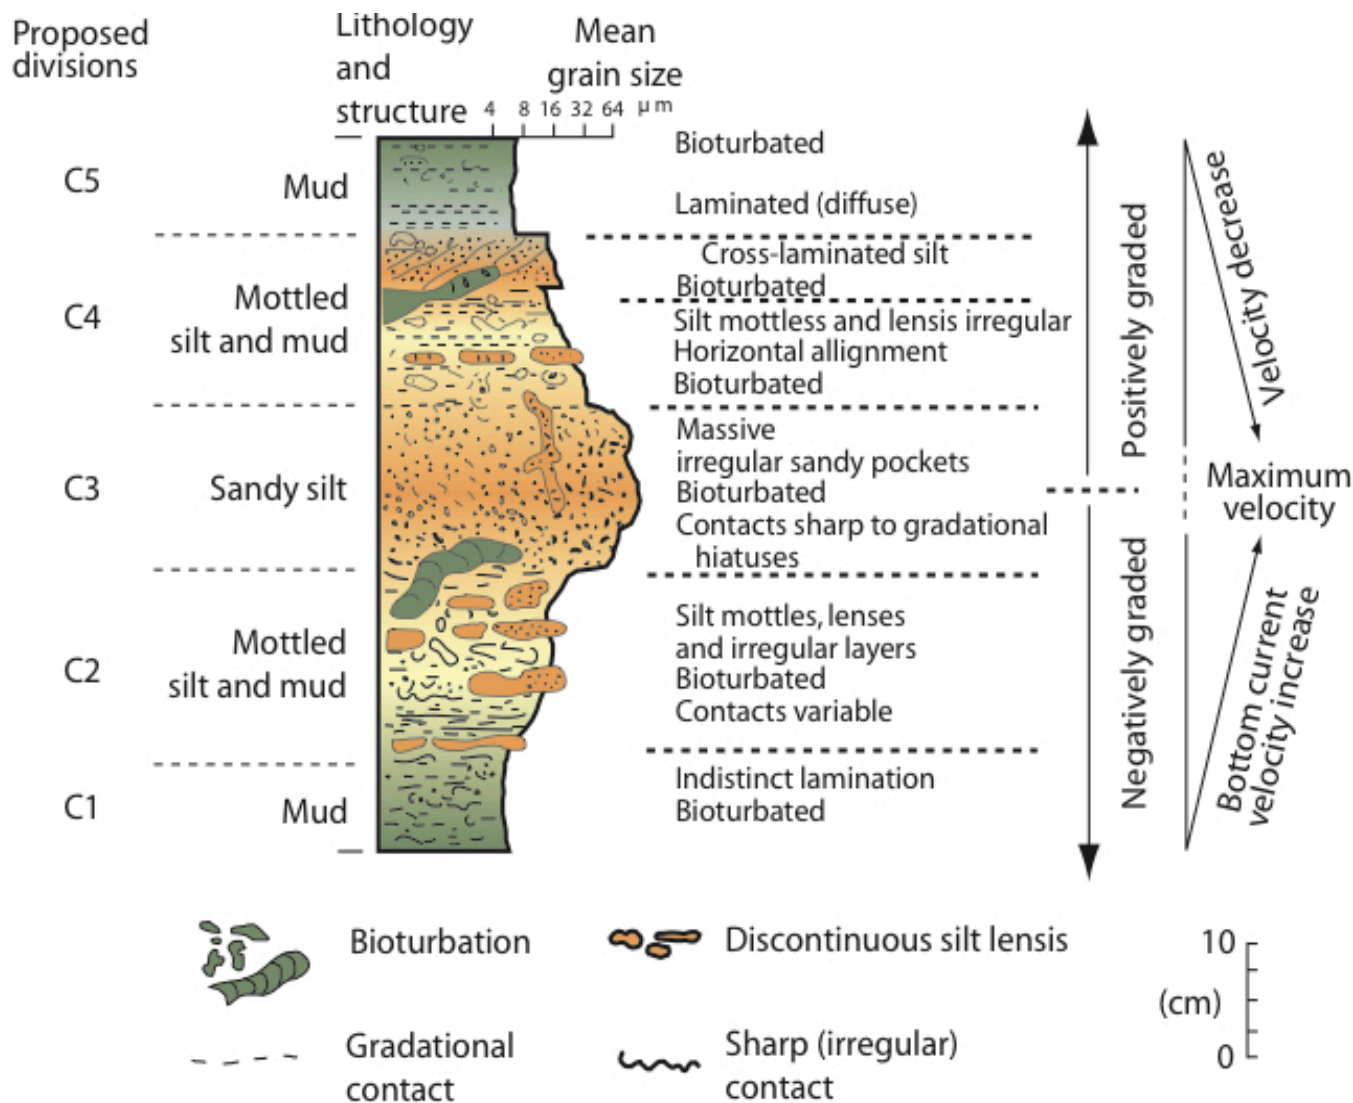 Proposed
divisions
Lithology
and
structure
Mean
grain size
4 8 16 32 64 μm
C5
Mud
Bioturbated
Laminated (diffuse)
C4
Mottled
silt and mud
Cross-laminated silt
Bioturbated
Silt mottless and lensis irregular
Horizontal allignment
Bioturbated
C3
Sandy silt
Massive
irregular sandy pockets
Bioturbated
Contacts sharp to gradational
hiatuses
C2
Mottled
silt and mud
Silt mottles, lenses
and irregular layers
Bioturbated
Contacts variable
C1
Mud
Indistinct lamination
Bioturbated
Positively graded
Negatively graded
Velocity decrease
Maximum
velocity
Bottom current
velocity increase
Bioturbation
Discontinuous silt lensis
Gradational
contact
Sharp (irregular)
contact
10
(cm)
0